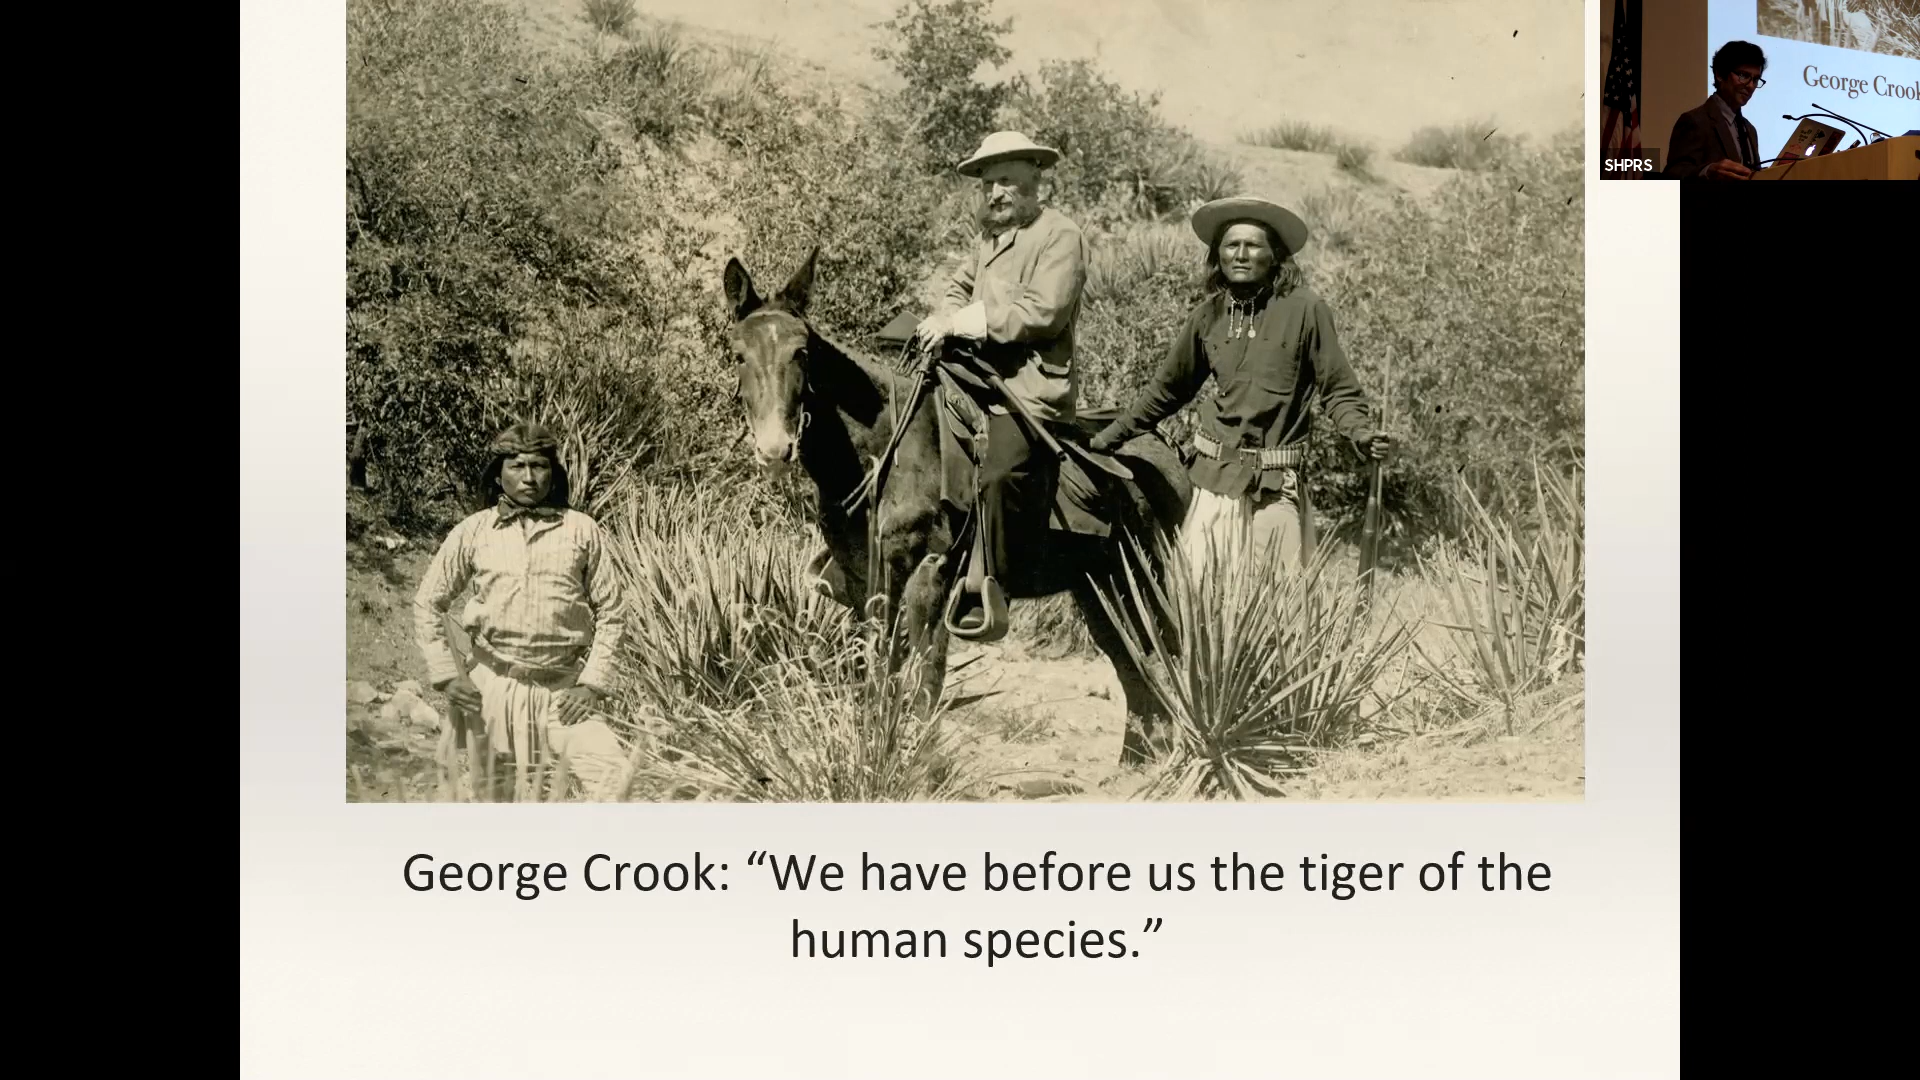 George Crook
SHPRS
George Crook: “We have before us the tiger of the
human species.”